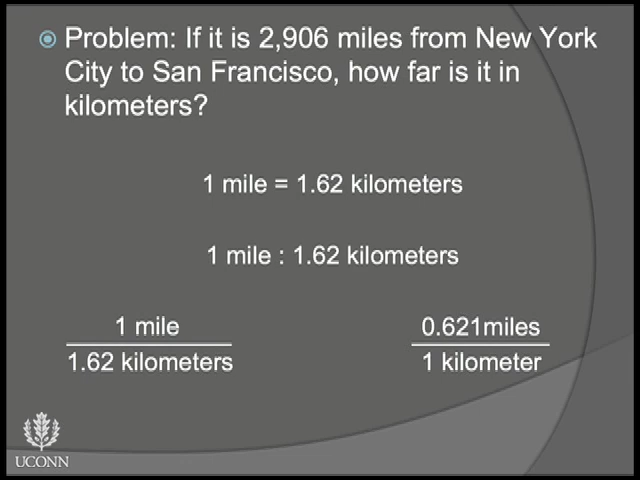 Problem: If it is 2,906 miles from New York
City to San Francisco, how far is it in
kilometers?
1 mile = 1.62 kilometers
1 mile : 1.62 kilometers
1 mile
1.62 kilometers
0.621miles
1 kilometer
UCONN